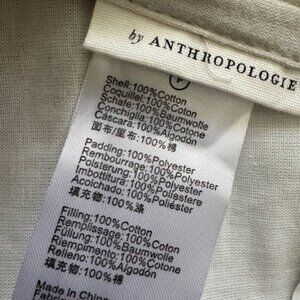 by ANTHROPOLOGIE
P
Shell:100%Cotton
Coquillel:100%Coton
Schafe:100%Baumwolle
Conchiglia:100%Cotone
Cascara:100%Algodón
面布/里布:100%棉
Padding:100%Polyester
Rembourrage:100%Polyester
Polsterung:100%Polyester
Imbottitura:100%Poliestere
Acolchado:100%Poliéster
填充物:100%涤
Filling:100%Cotton
Remplissage:100%Coton
Füllung:100%Baumwolle
Riempimento:100%Cotone
Relleno:100%Algodón
填充物:100%棉
Made in China